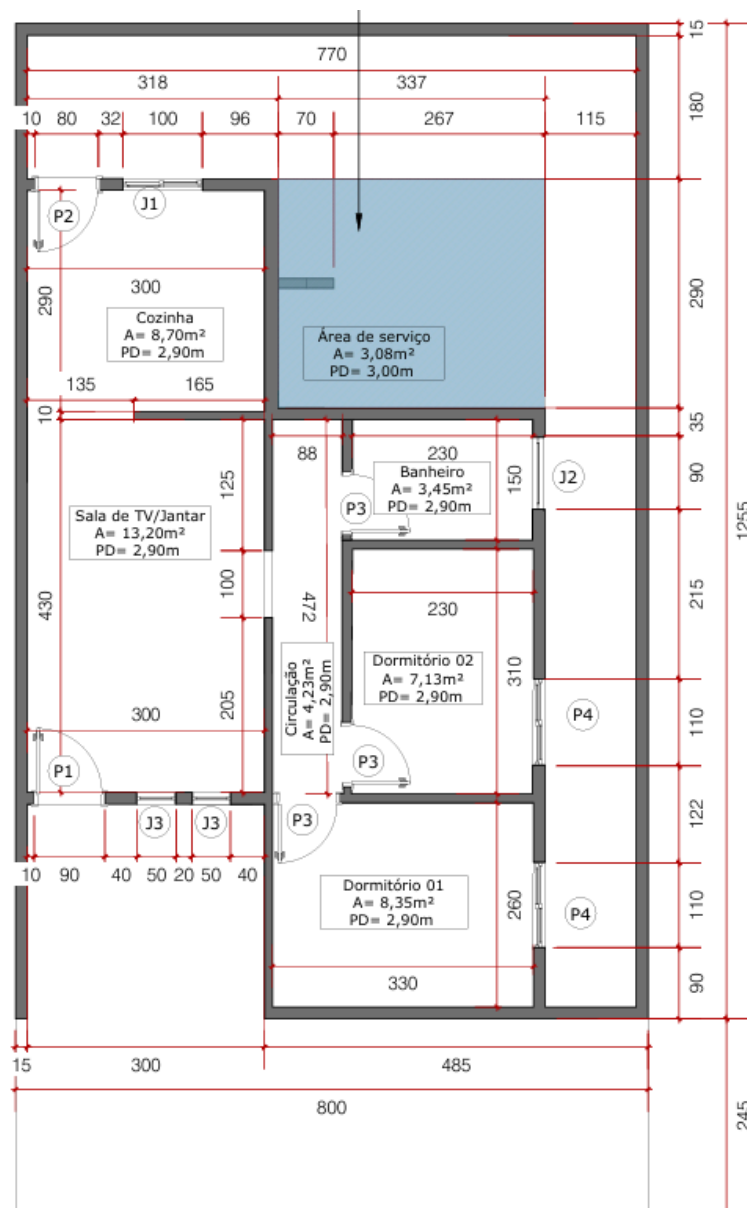 15
770
318
337
180
10
80
32
100
96
70
267
115
P2
J1
300
290
Cozinha
A= 8,70m²
PD= 2,90m
Área de serviço
A= 3,08m²
PD= 3,00m
290
135
165
10
35
88
230
125
Banheiro
A= 3,45m²
PD= 2,90m
150
90
J2
P3
1255
Sala de TV/Jantar
A= 13,20m²
PD= 2,90m
100
430
472
230
215
Circulação
A= 4,23m²
PD= 2,90m
Dormitório 02
A= 7,13m²
PD= 2,90m
310
205
300
P4
110
P1
P3
J3
J3
P3
122
10
90
40
50
20
50
40
Dormitório 01
A= 8,35m²
PD= 2,90m
260
P4
110
330
90
15
300
485
800
245